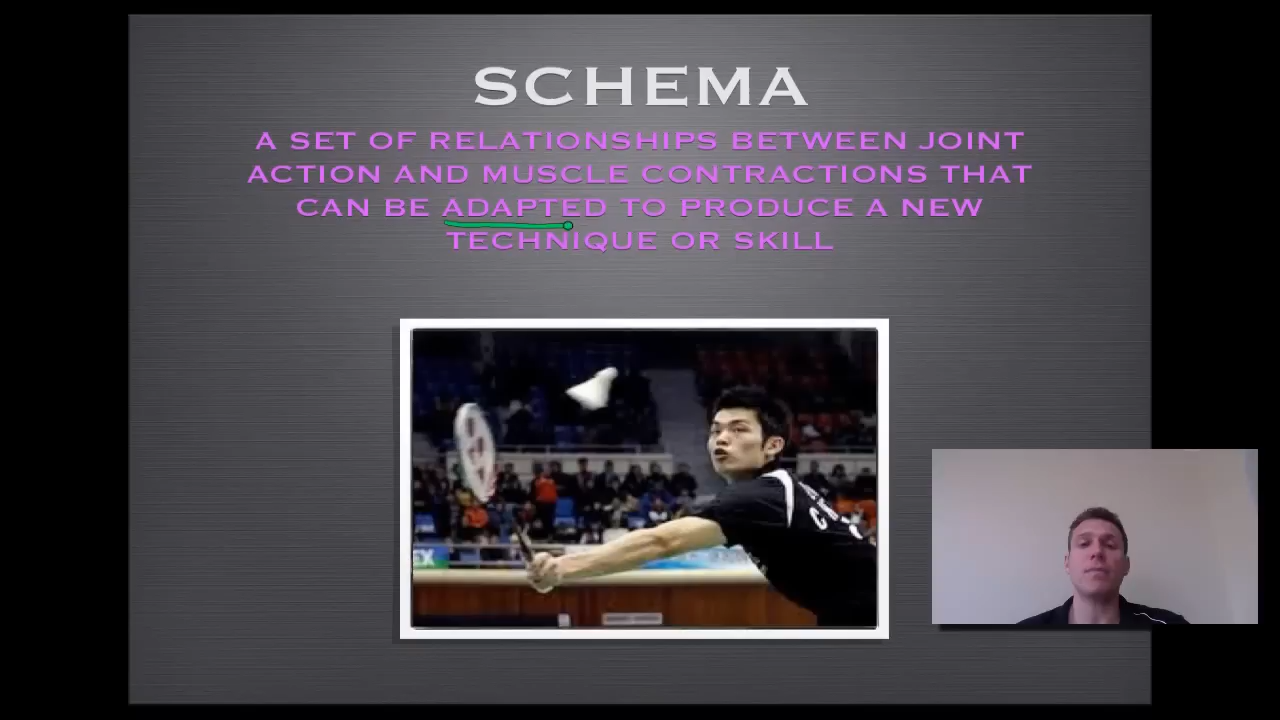 SCHEMA
A SET OF RELATIONSHIPS BETWEEN JOINT
ACTION AND MUSCLE CONTRACTIONS THAT
CAN BE ADAPTED TO PRODUCE A NEW
TECHNIQUE OR SKILL
EX